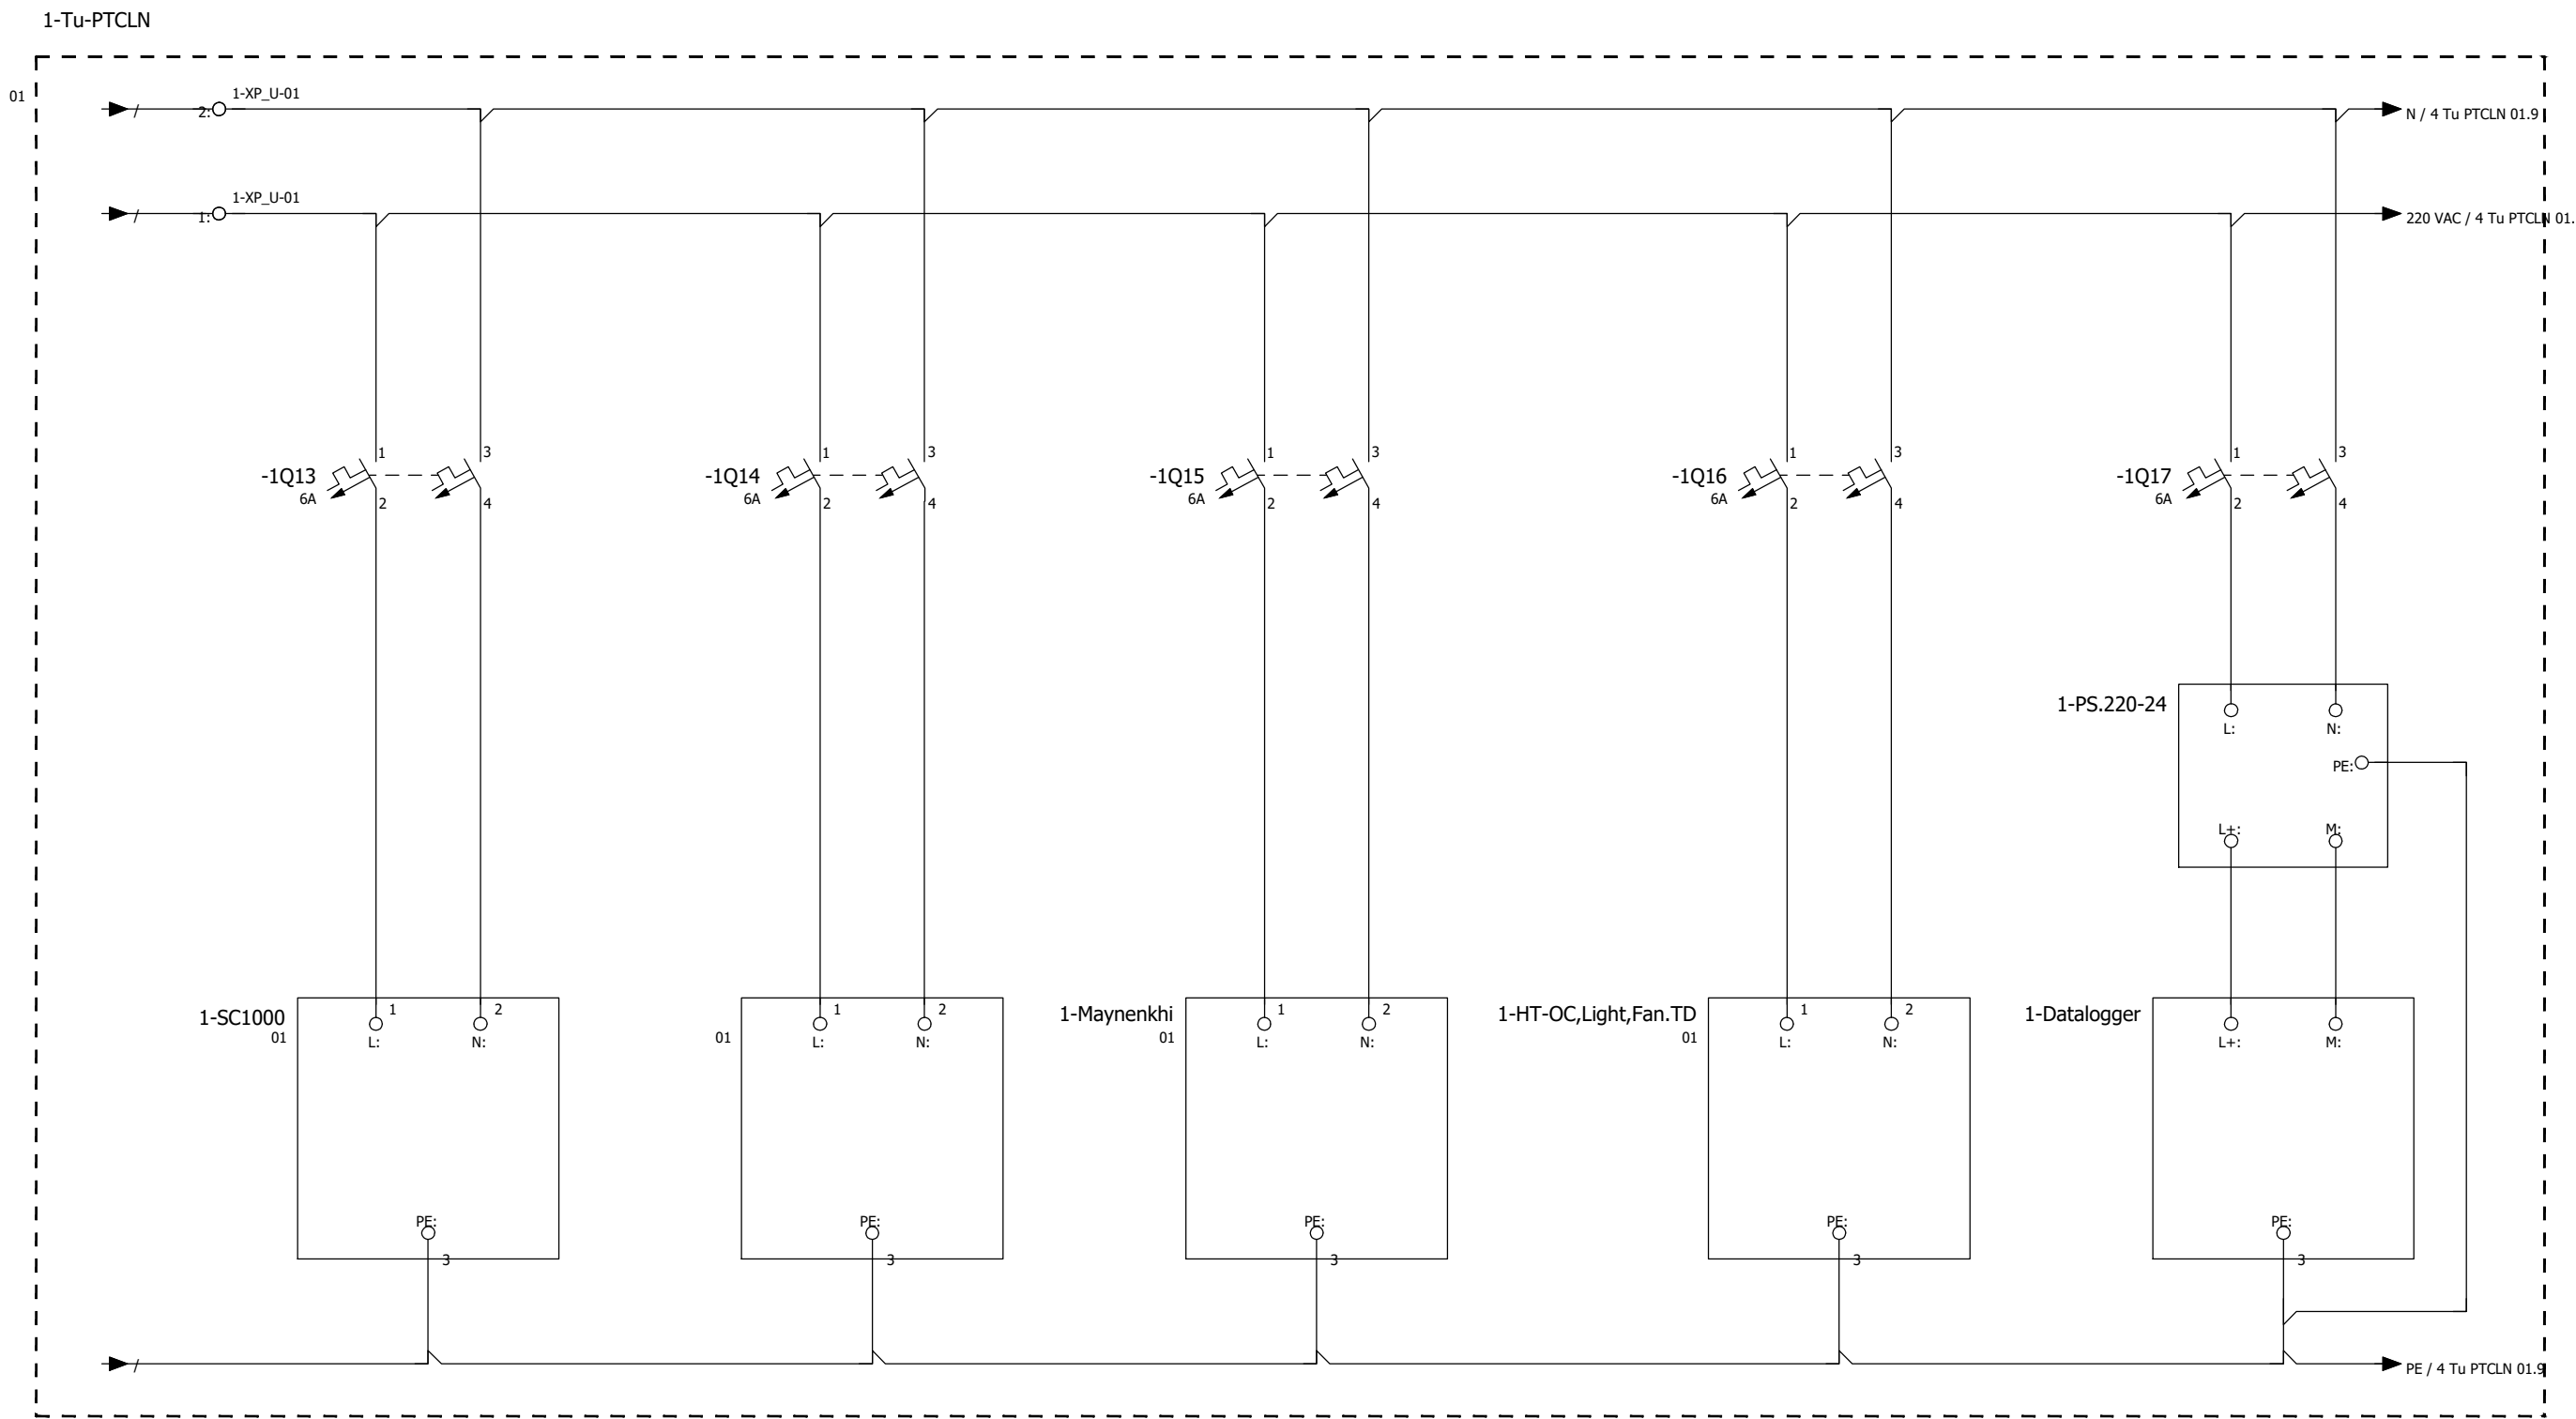 1-Tu-PTCLN
01
1-XP_U-01
2:
N / 4 Tu PTCLN 01.9
1-XP_U-01
1:
220 VAC / 4 Tu PTCLN 01.
1 3 1 3 1 3 1 3 1 3
-1Q13 -1Q14 -1Q15 -1Q16 -1Q17
6A 6A 6A 6A 6A
2 4 2 4 2 4 2 4 2 4
1-PS.220-24
L: N:
PE:
L+: M:
1 2 1 2 1 2 1 2
1-SC1000 1-Maynenkhi 1-HT-OC,Light,Fan.TD 1-Datalogger
01 01 01 01
L: N: L: N: L: N: L: N: L+: M:
PE: PE: PE: PE: PE:
3 3 3 3 3
/
/
/
PE / 4 Tu PTCLN 01.9